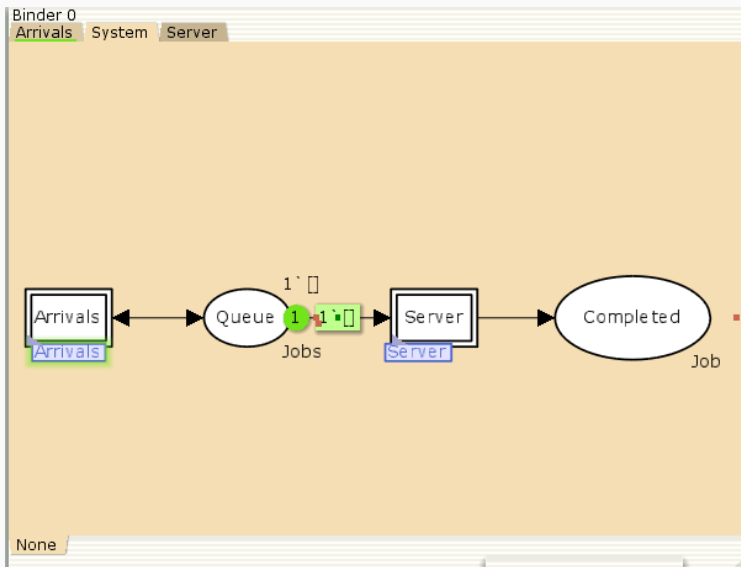 Binder 0
Arrivals System Server
1`[]
Arrivals Queue 1 1`[] Server Completed
Arrivals Jobs Server Job
None